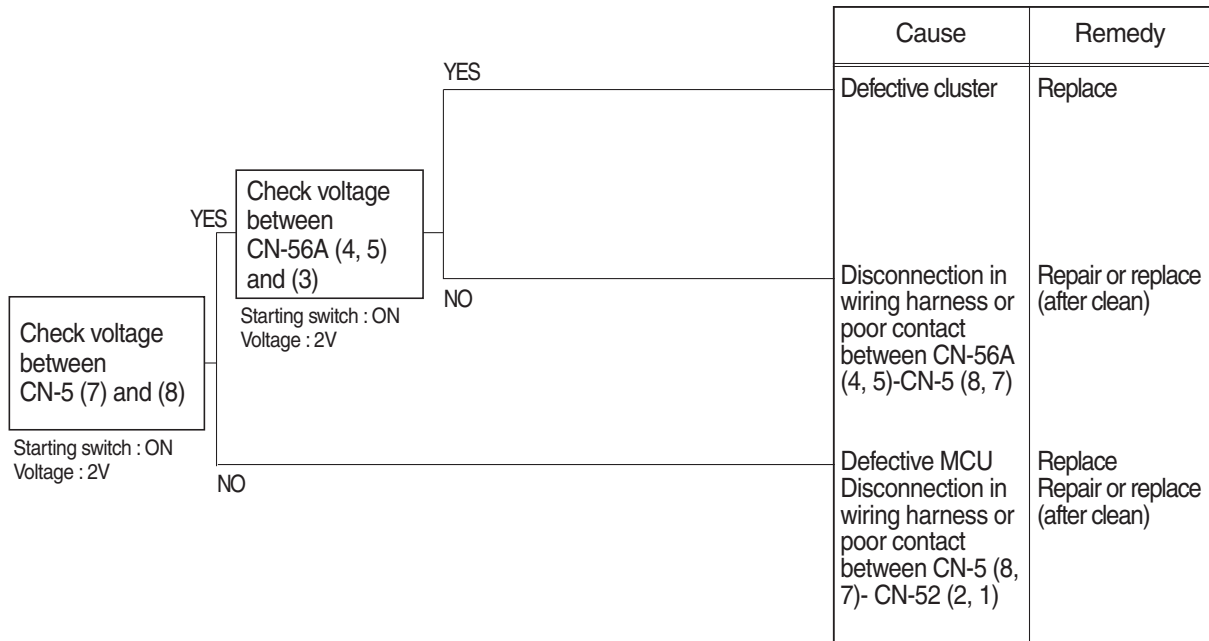 Cause
Remedy
YES
Defective cluster
Replace
Check voltage
between
CN-56A (4, 5)
and (3)
YES
Starting switch : ON
Voltage : 2V
NO
Disconnection in
wiring harness or
poor contact
between CN-56A
(4, 5)-CN-5 (8, 7)
Repair or replace
(after clean)
Check voltage
between
CN-5 (7) and (8)
Starting switch : ON
Voltage : 2V
NO
Defective MCU
Disconnection in
wiring harness or
poor contact
between CN-5 (8,
7)- CN-52 (2, 1)
Replace
Repair or replace
(after clean)